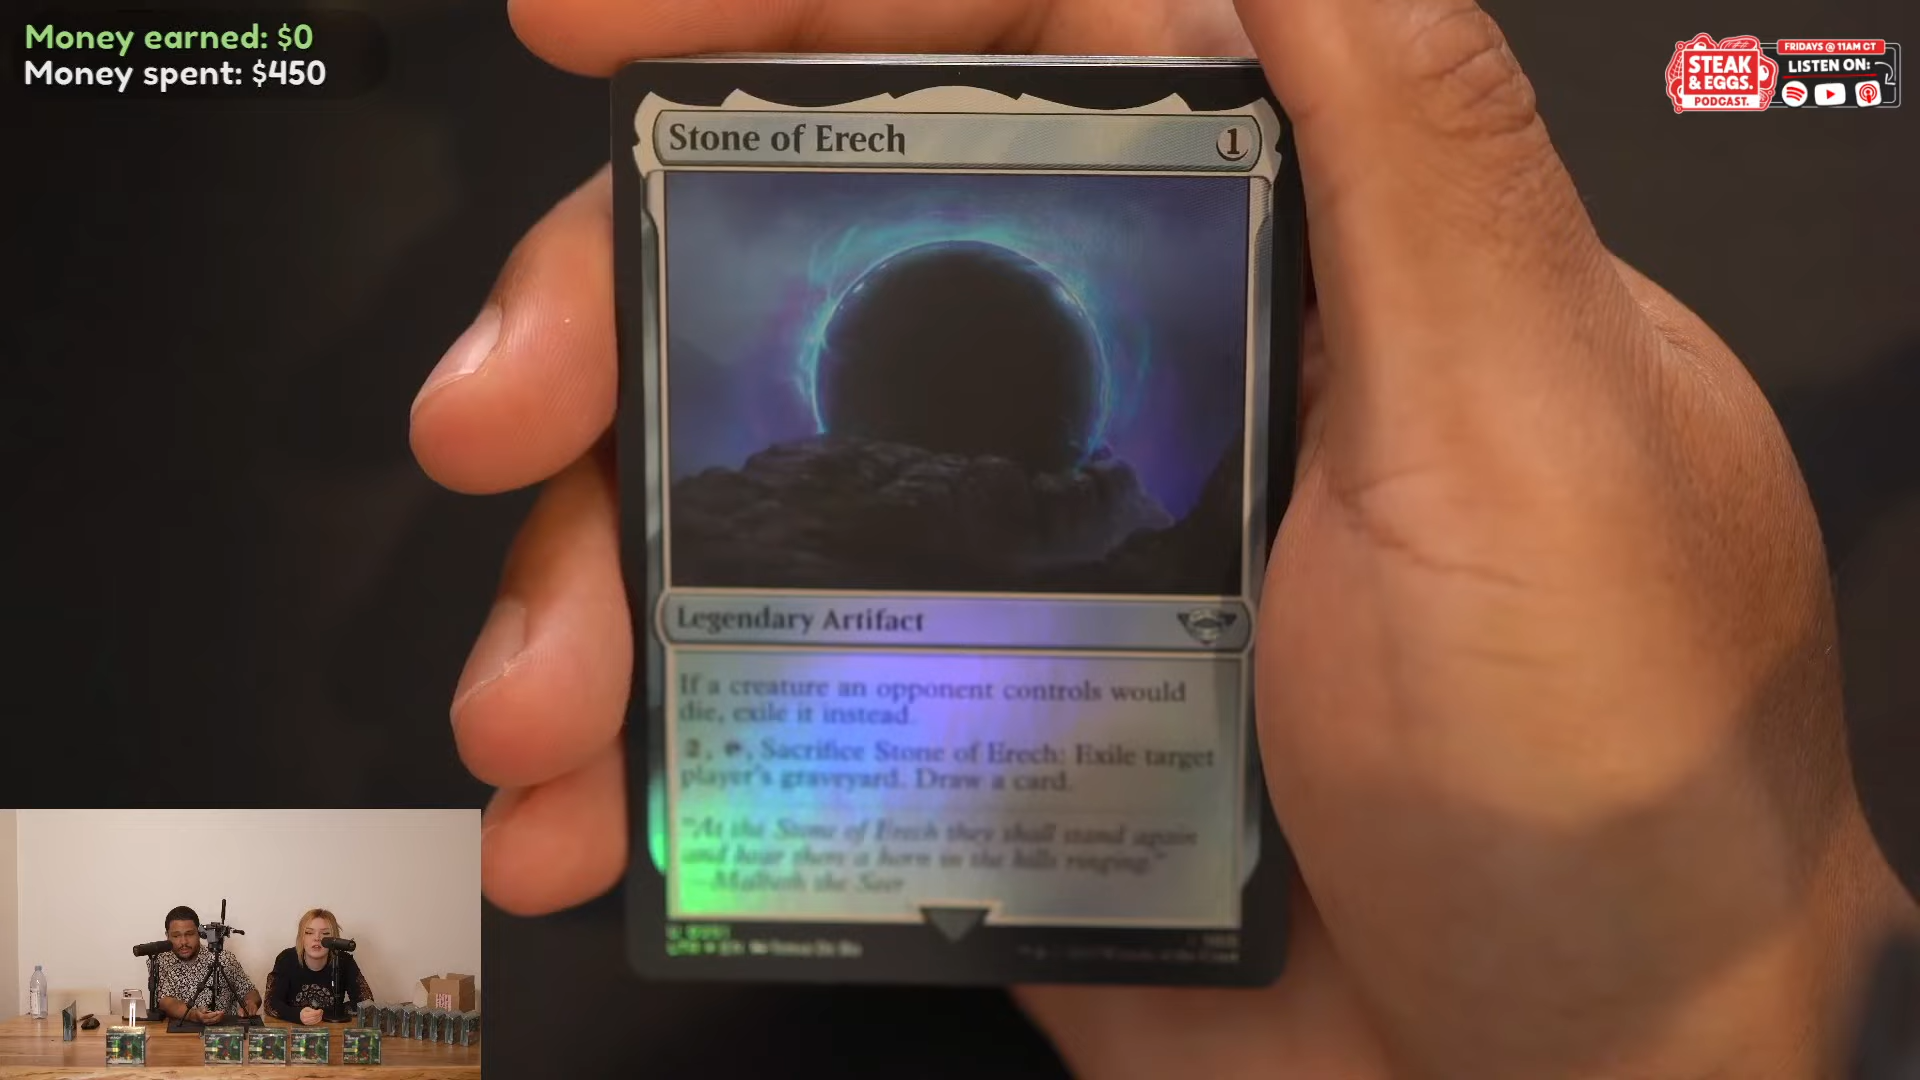 Money earned: $0
Money spent: $450
STEAK
& EGGS.
PODCAST.
FRIDAYS @ 11AM CT
LISTEN ON:
Stone of Erech
1
Legendary Artifact
If a creature an opponent controls would
die, exile it instead.
2, Sacrifice Stone of Erech: Exile target
player's graveyard. Draw a card.
"At the Stone of Erech they shall stand again
and hear there a horn in the hills ringing."
—Malbeth the Seer